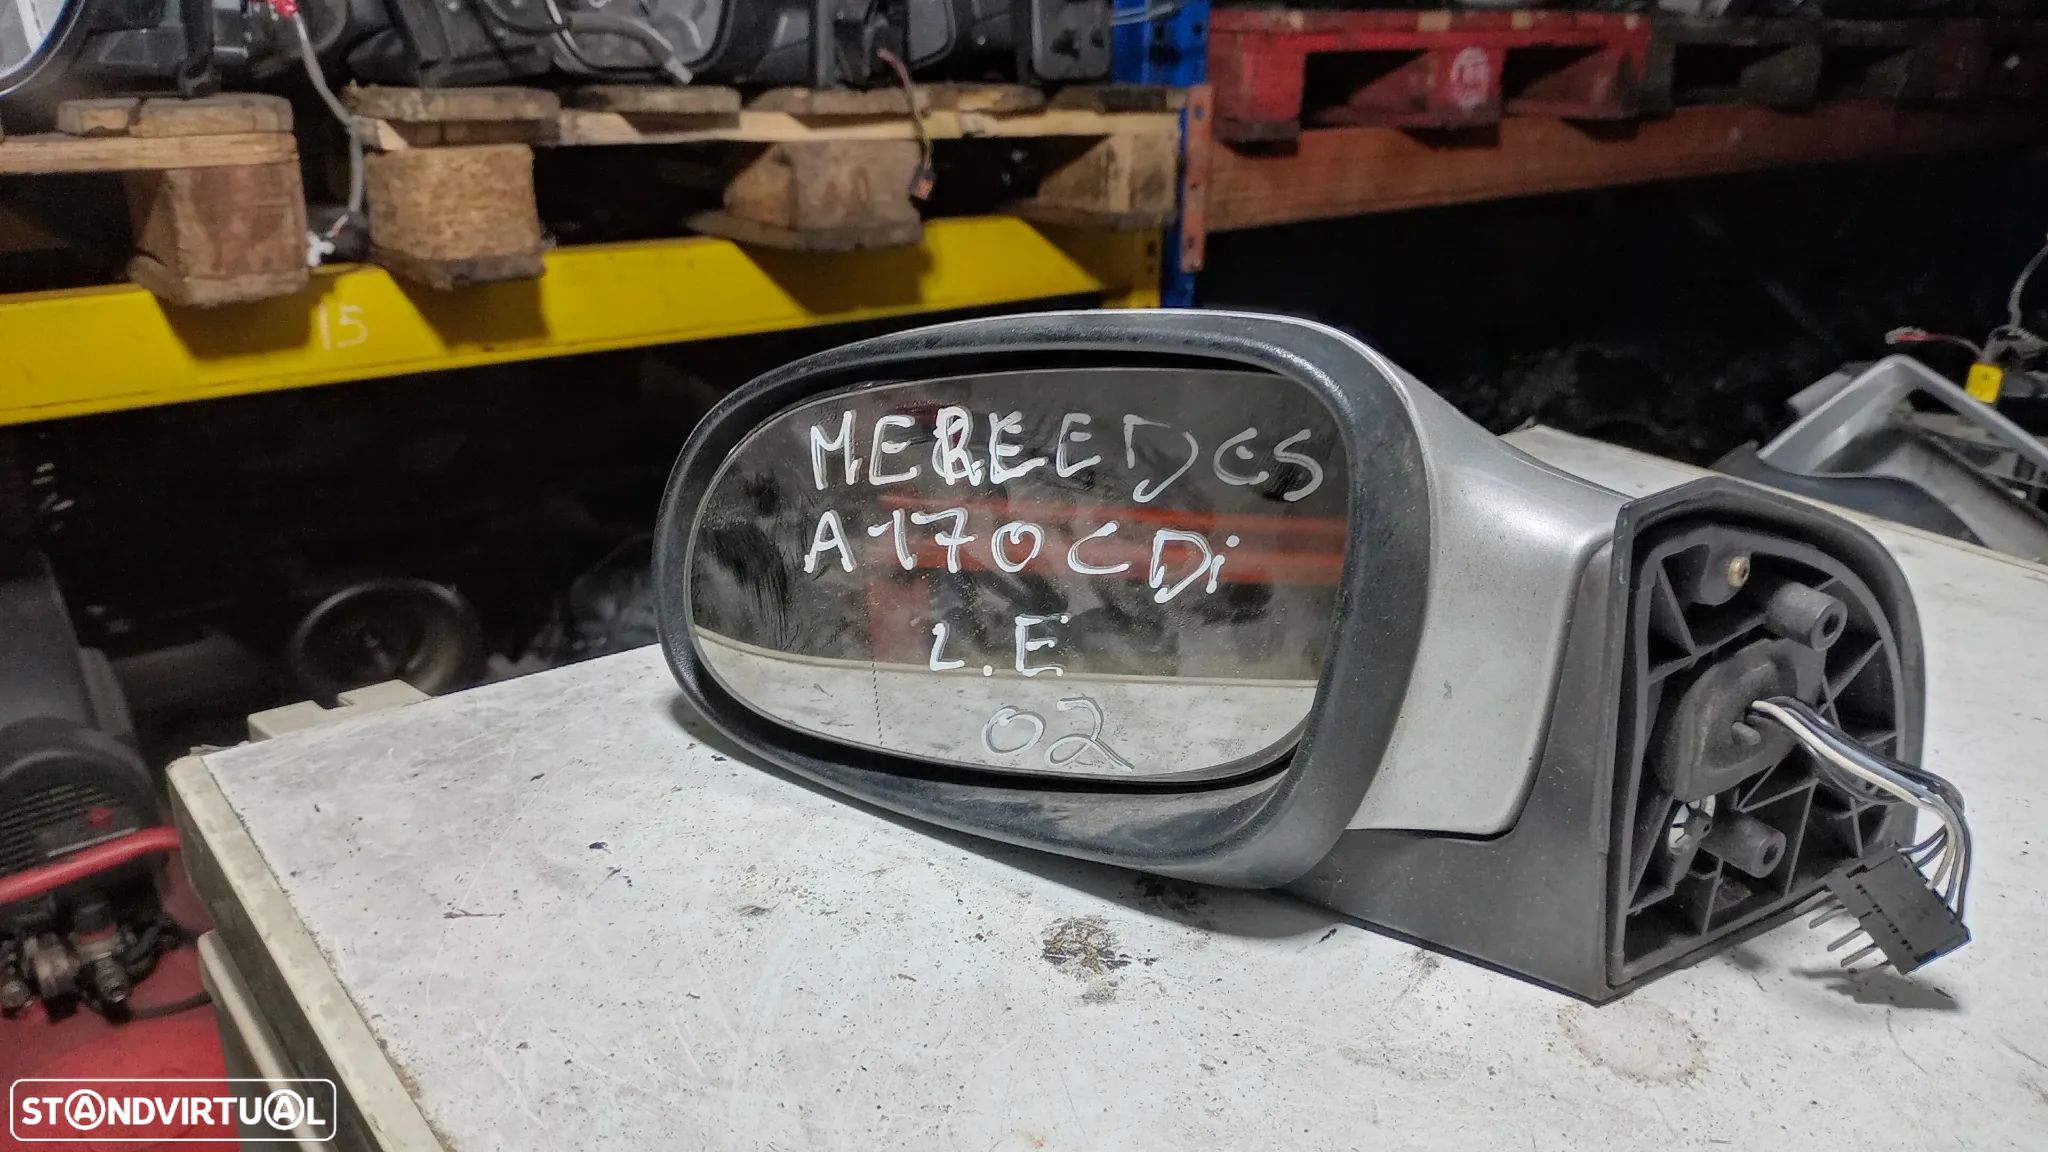 15
MERCEDES
A170CDi
L.E
02
STANDVIRTUAL